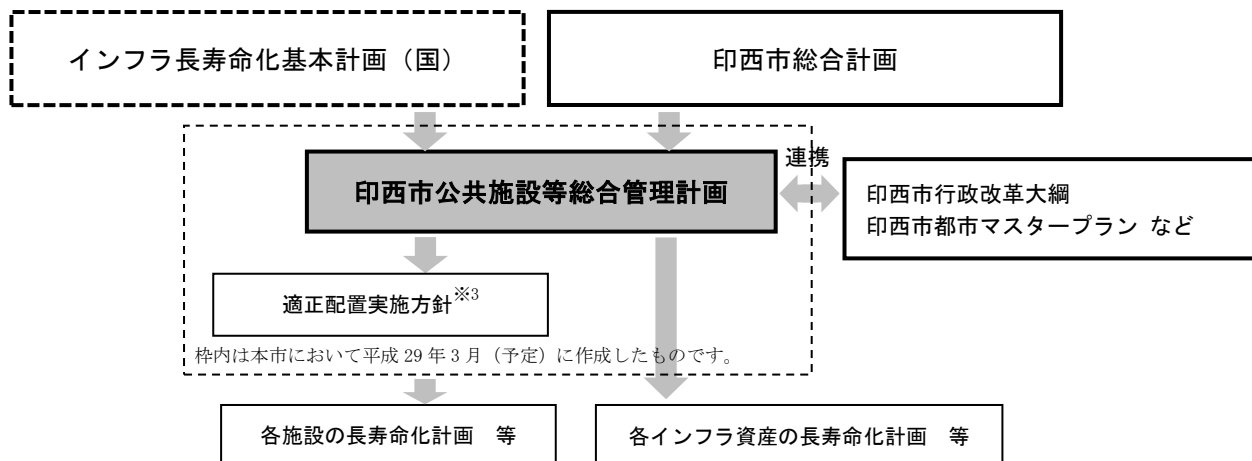 インフラ長寿命化基本計画（国）
印西市総合計画
連携
印西市公共施設等総合管理計画
印西市行政改革大綱
印西市都市マスタープラン など
適正配置実施方針※3
枠内は本市において平成 29 年 3 月（予定）に作成したものです。
各施設の長寿命化計画　等
各インフラ資産の長寿命化計画　等